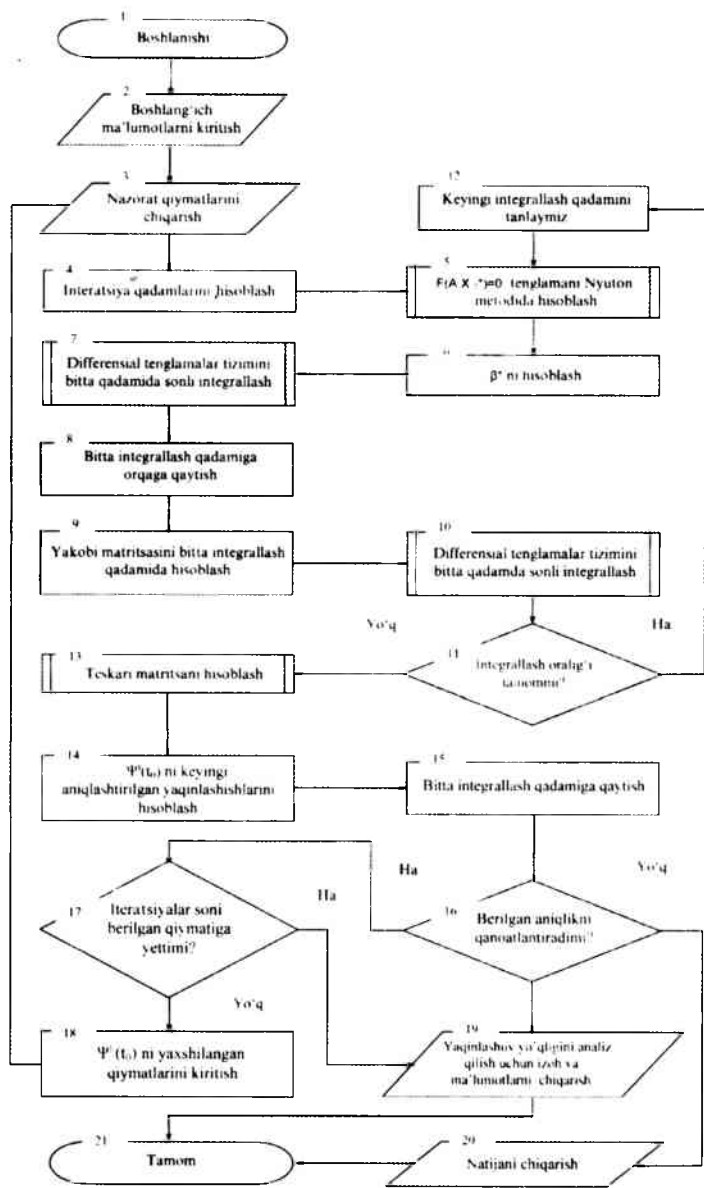 1
Boshlanishi
2
Boshlang'ich
ma'lumotlarni kiritish
3
Nazorat qiymatlarini
chiqarish
4
Interatsiya qadamlarini hisoblash
12
Keyingi integrallash qadamini
tanlaymiz
5
tenglamani Nyuton
metodida hisoblash
6
ni hisoblash
7
Differensial tenglamalar tizimini
bitta qadamida sonli integrallash
8
Bitta integrallash qadamiga
orqaga qaytish
9
Yakobi matritsasini bitta integrallash
qadamida hisoblash
10
Differensial tenglamalar tizimini
bitta qadamda sonli integrallash
Yo'q
Ha
11
Integrallash oralig'i
tamommi?
13
Teskari matritsani hisoblash
14
ni keyingi
aniqlashtirilgan yaqinlashishlarini
hisoblash
15
Bitta integrallash qadamiga qaytish
Ha
Yo'q
16
Berilgan aniqlikni
qanoatlantiradimi?
17
Iteratsiyalar soni
berilgan qiymatiga
yettimi?
Ha
Yo'q
18
ni yaxshilangan
qiymatlarini kiritish
19
Yaqinlashuv yo'qligini analiz
qilish uchun izoh va
ma'lumotlarni chiqarish
21
Tamom
20
Natijani chiqarish